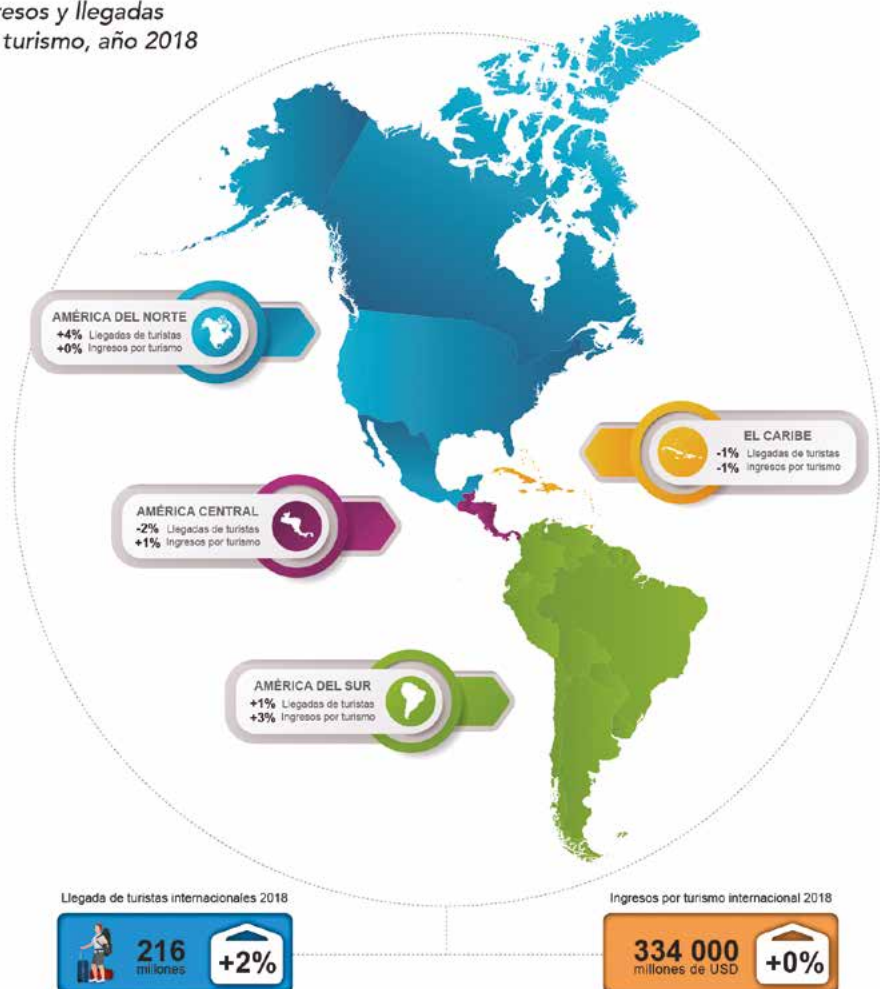 resos y llegadas
turismo, año 2018
AMÉRICA DEL NORTE
+4% Llegadas de turistas
+0% Ingresos por turismo
EL CARIBE
-1% Llegadas de turistas
-1% Ingresos por turismo
AMÉRICA CENTRAL
-2% Llegadas de turistas
+1% Ingresos por turismo
AMÉRICA DEL SUR
+1% Llegadas de turistas
+3% Ingresos por turismo
Llegada de turistas internacionales 2018
216
millones
+2%
Ingresos por turismo internacional 2018
334 000
millones de USD
+0%